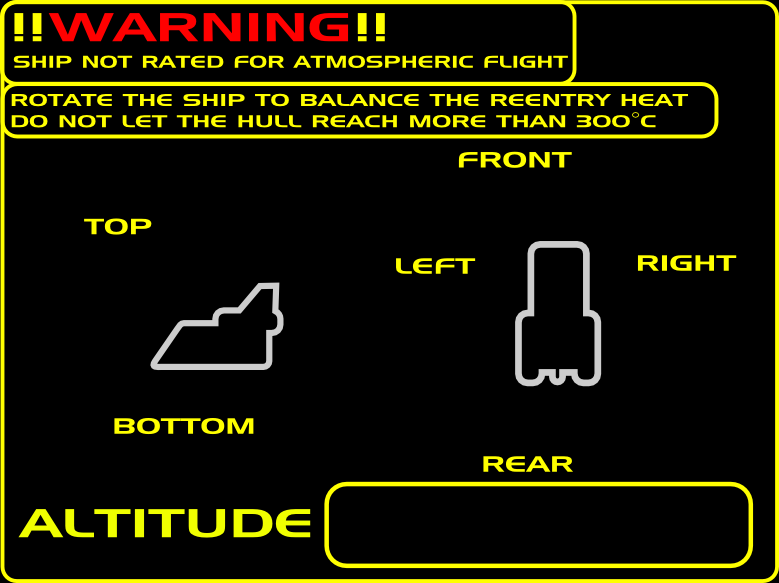 !!WARNING!!
SHIP NOT RATED FOR ATMOSPHERIC FLIGHT
ROTATE THE SHIP TO BALANCE THE REENTRY HEAT
DO NOT LET THE HULL REACH MORE THAN 300°C
FRONT
TOP
LEFT
RIGHT
BOTTOM
REAR
ALTITUDE